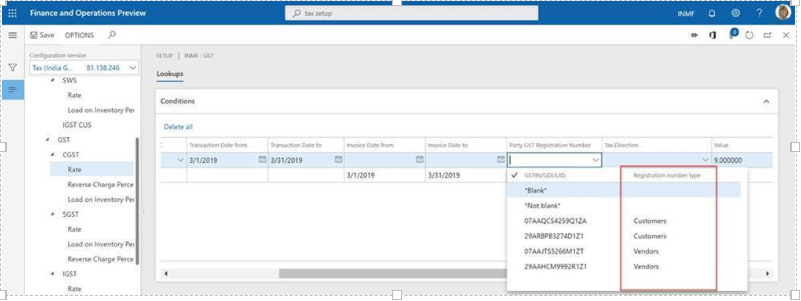 Finance and Operations Preview
tax setup
INMF
Save OPTIONS
Configuration version
Tax (India G... 81.138.246
SWS
Rate
Load on Inventory Per
IGST CUS
GST
CGST
Rate
Reverse Charge Perce
Load on Inventory Per
SGST
Rate
Load on Inventory Per
Reverse Charge Perce
IGST
Rate
SETUP | INMF : GST
Lookups
Conditions
Delete all
Transaction Date from Transaction Date to Invoice Date from Invoice Date to Party GST Registration Number Tax Direction Value
3/1/2019 3/31/2019 9.000000
3/1/2019 3/31/2019
GSTIN/GDI/UID Registration number type
*Blank*
*Not blank*
07AAQCS4259Q1ZA Customers
29ARBPB3274D1Z1 Customers
07AAJTS5266M1ZT Vendors
29AAHCM9992R1Z1 Vendors